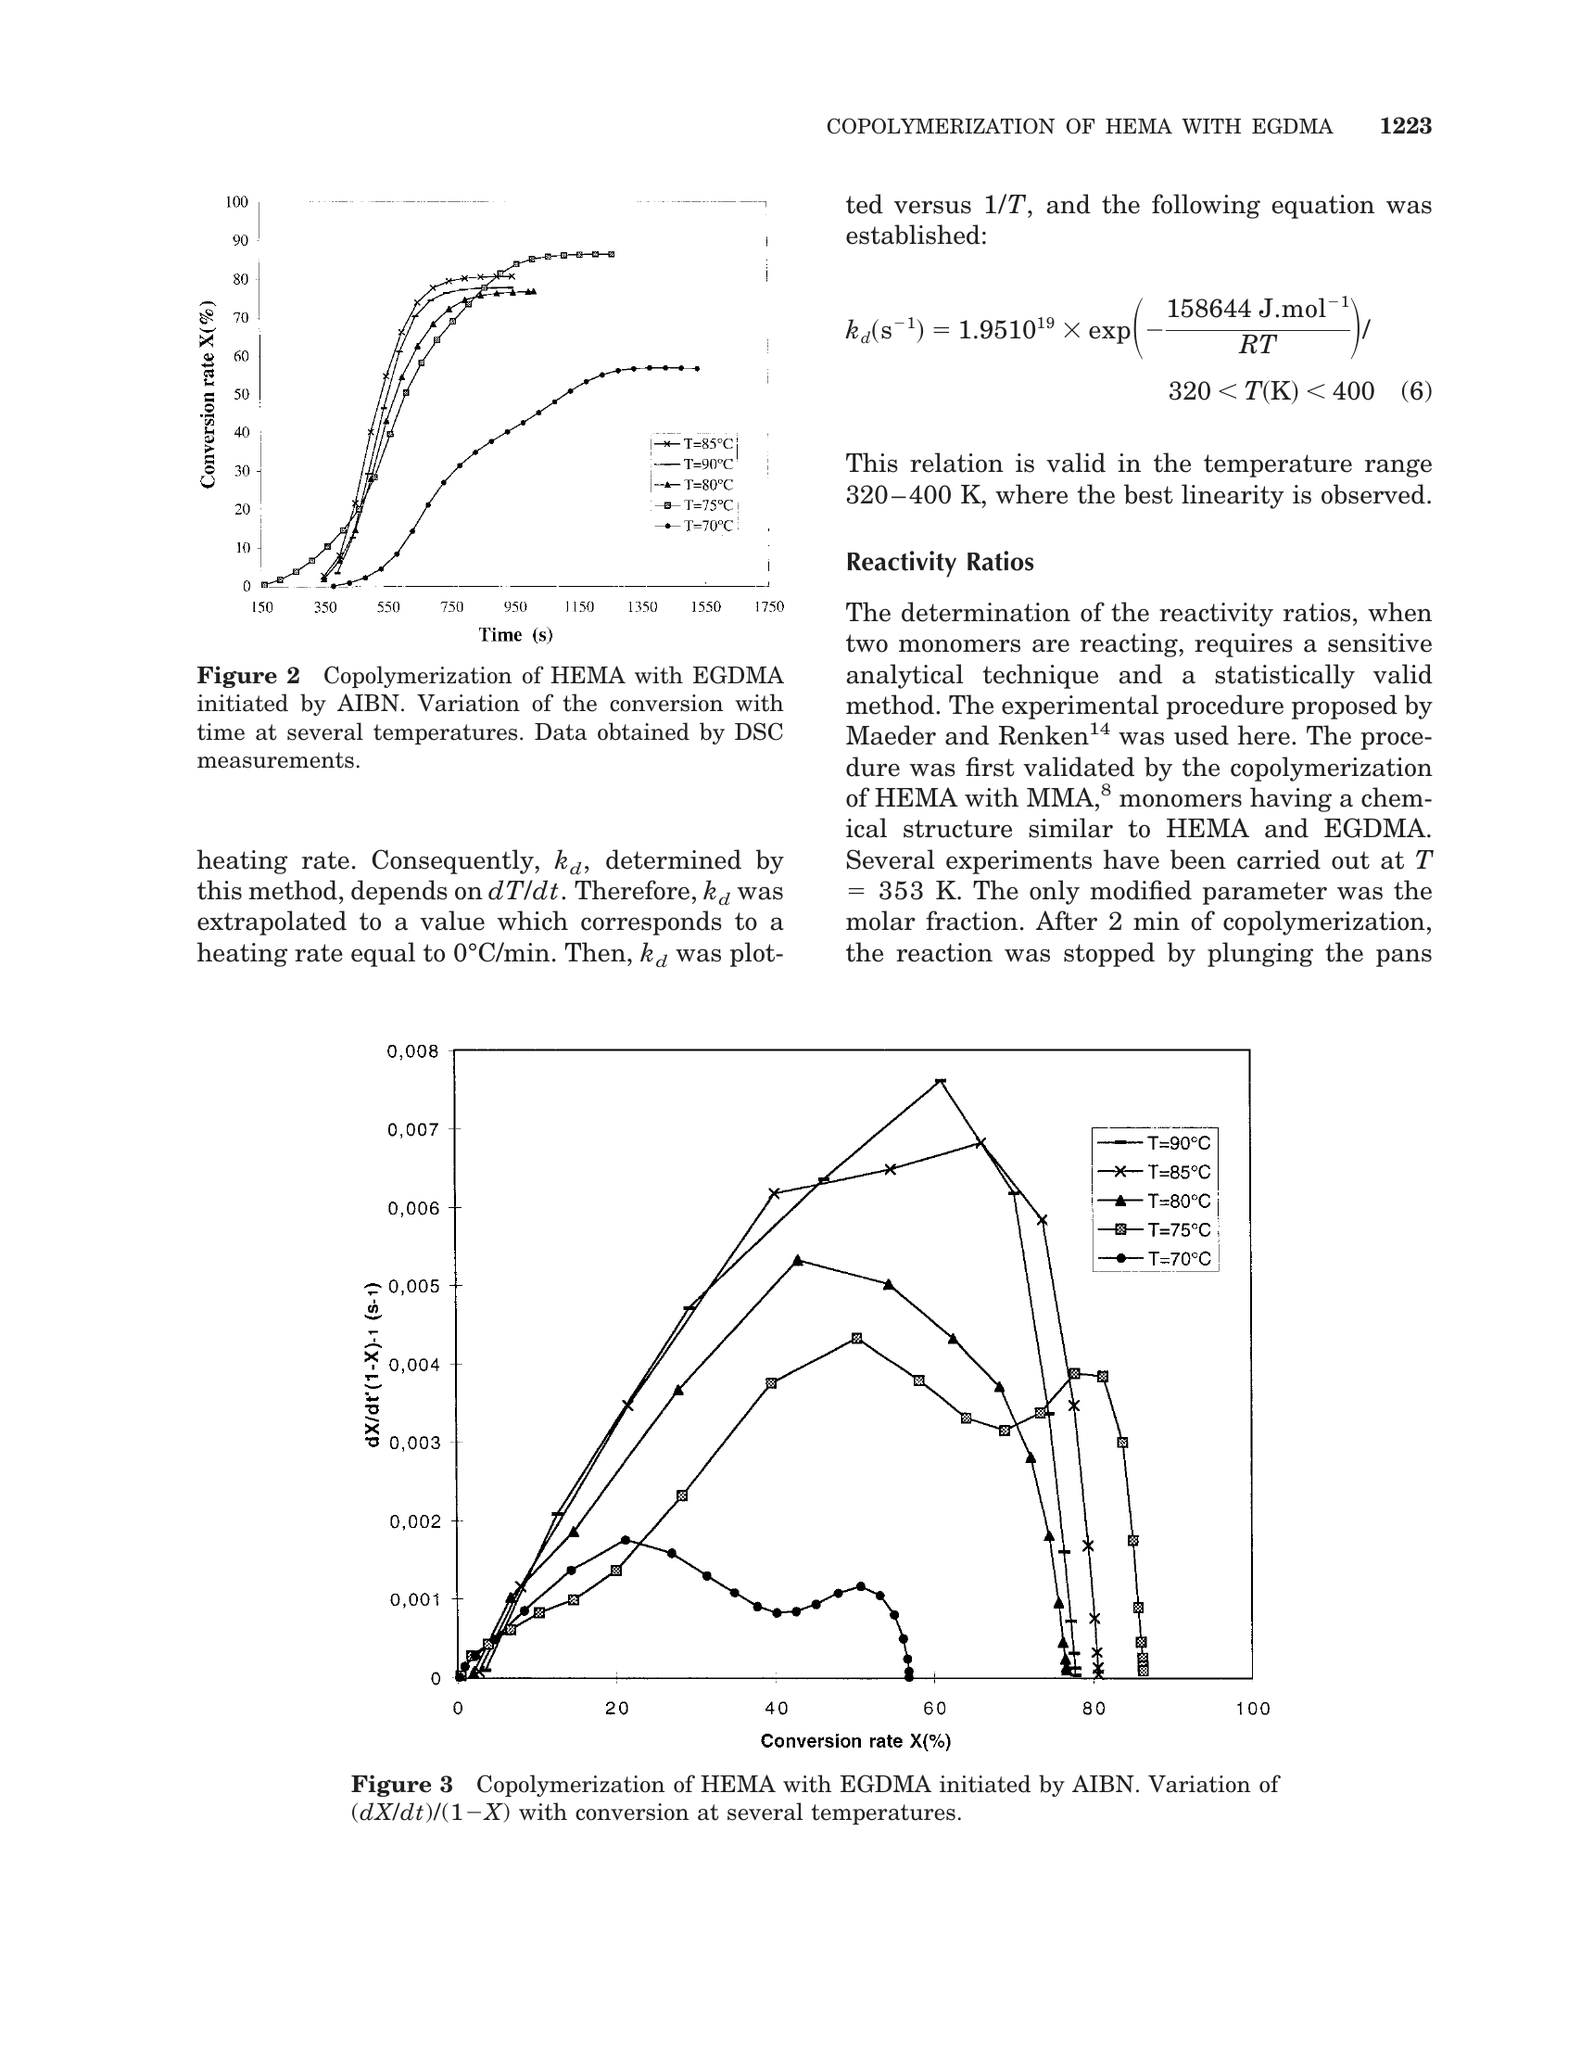 COPOLYMERIZATION OF HEMA WITH EGDMA 1223
100
90
80
70
60
50
40
30
20
10
0
Conversion rate X(%)
T=85°C
T=90°C
T=80°C
T=75°C
T=70°C
150 350 550 750 950 1150 1350 1550 1750
Time (s)
Figure 2 Copolymerization of HEMA with EGDMA
initiated by AIBN. Variation of the conversion with
time at several temperatures. Data obtained by DSC
measurements.
heating rate. Consequently, k_d, determined by
this method, depends on dT/dt. Therefore, k_d was
extrapolated to a value which corresponds to a
heating rate equal to 0°C/min. Then, k_d was plot-
ted versus 1/T, and the following equation was
established:
k_d(s⁻¹) = 1.9510¹⁹ × exp(−158644 J.mol⁻¹/RT)/
320 < T(K) < 400 (6)
This relation is valid in the temperature range
320–400 K, where the best linearity is observed.
Reactivity Ratios
The determination of the reactivity ratios, when
two monomers are reacting, requires a sensitive
analytical technique and a statistically valid
method. The experimental procedure proposed by
Maeder and Renken¹⁴ was used here. The proce-
dure was first validated by the copolymerization
of HEMA with MMA,⁸ monomers having a chem-
ical structure similar to HEMA and EGDMA.
Several experiments have been carried out at T
= 353 K. The only modified parameter was the
molar fraction. After 2 min of copolymerization,
the reaction was stopped by plunging the pans
0,008
0,007
0,006
0,005
0,004
0,003
0,002
0,001
0
dX/dt*(1-X)-1 (s-1)
T=90°C
T=85°C
T=80°C
T=75°C
T=70°C
0 20 40 60 80 100
Conversion rate X(%)
Figure 3 Copolymerization of HEMA with EGDMA initiated by AIBN. Variation of
(dX/dt)/(1−X) with conversion at several temperatures.